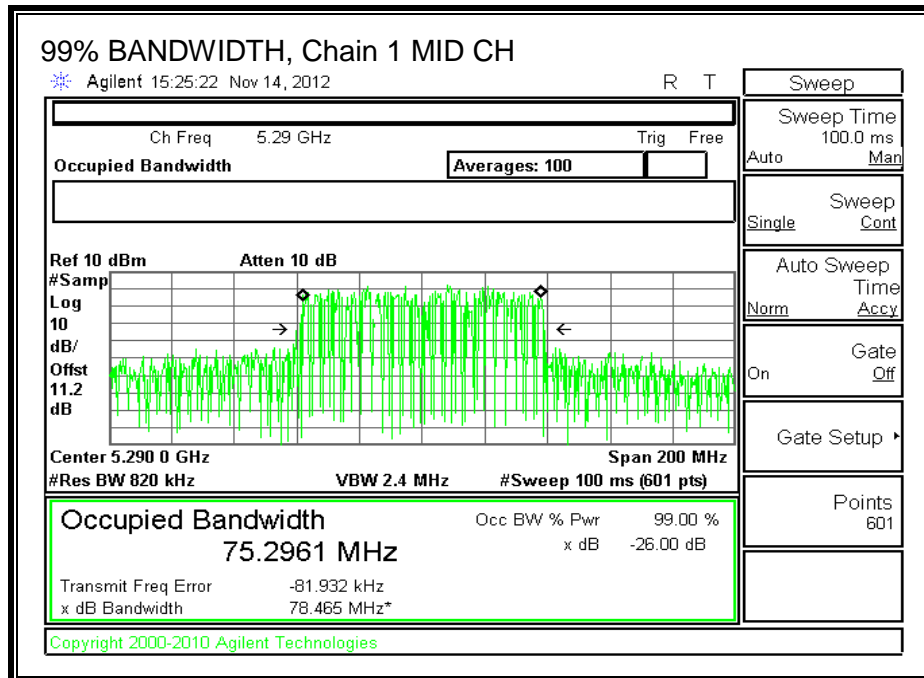 99% BANDWIDTH, Chain 1 MID CH
Agilent 15:25:22 Nov 14, 2012 R T
Ch Freq 5.29 GHz Trig Free
Occupied Bandwidth Averages: 100
Ref 10 dBm Atten 10 dB
#Samp
Log
10
dB/
Offst
11.2
dB
Center 5.290 0 GHz Span 200 MHz
#Res BW 820 kHz VBW 2.4 MHz #Sweep 100 ms (601 pts)
Occupied Bandwidth Occ BW % Pwr 99.00 %
75.2961 MHz x dB -26.00 dB
Transmit Freq Error -81.932 kHz
x dB Bandwidth 78.465 MHz*
Copyright 2000-2010 Agilent Technologies
Sweep
Sweep Time
100.0 ms
Auto Man
Sweep
Single Cont
Auto Sweep
Time
Norm Accy
Gate
On Off
Gate Setup
Points
601